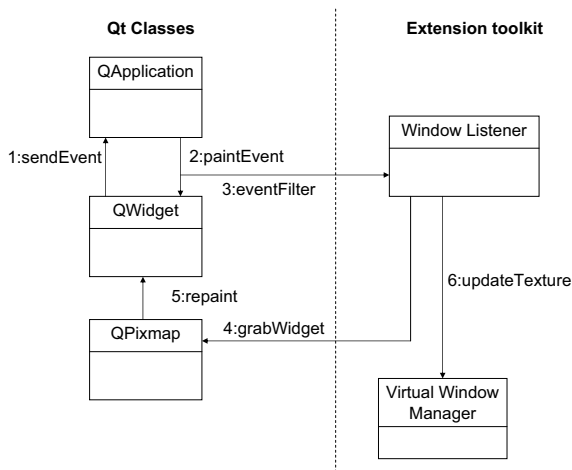 Qt Classes
Extension toolkit
QApplication
Window Listener
1:sendEvent
2:paintEvent
3:eventFilter
QWidget
6:updateTexture
5:repaint
QPixmap
4:grabWidget
Virtual Window
Manager